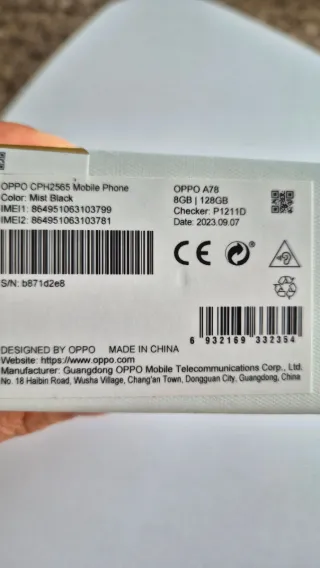 OPPO CPH2565 Mobile Phone
Color: Mist Black
IMEI1: 864951063103799
IMEI2: 864951063103781
S/N: b871d2e8
OPPO A78
8GB | 128GB
Checker: P1211D
Date: 2023.09.07
CE
6 932169 332354
DESIGNED BY OPPO MADE IN CHINA
Website: https://www.oppo.com
Manufacturer: Guangdong OPPO Mobile Telecommunications Corp., Ltd.
No. 18 Haibin Road, Wusha Village, Chang'an Town, Dongguan City, Guangdong, China